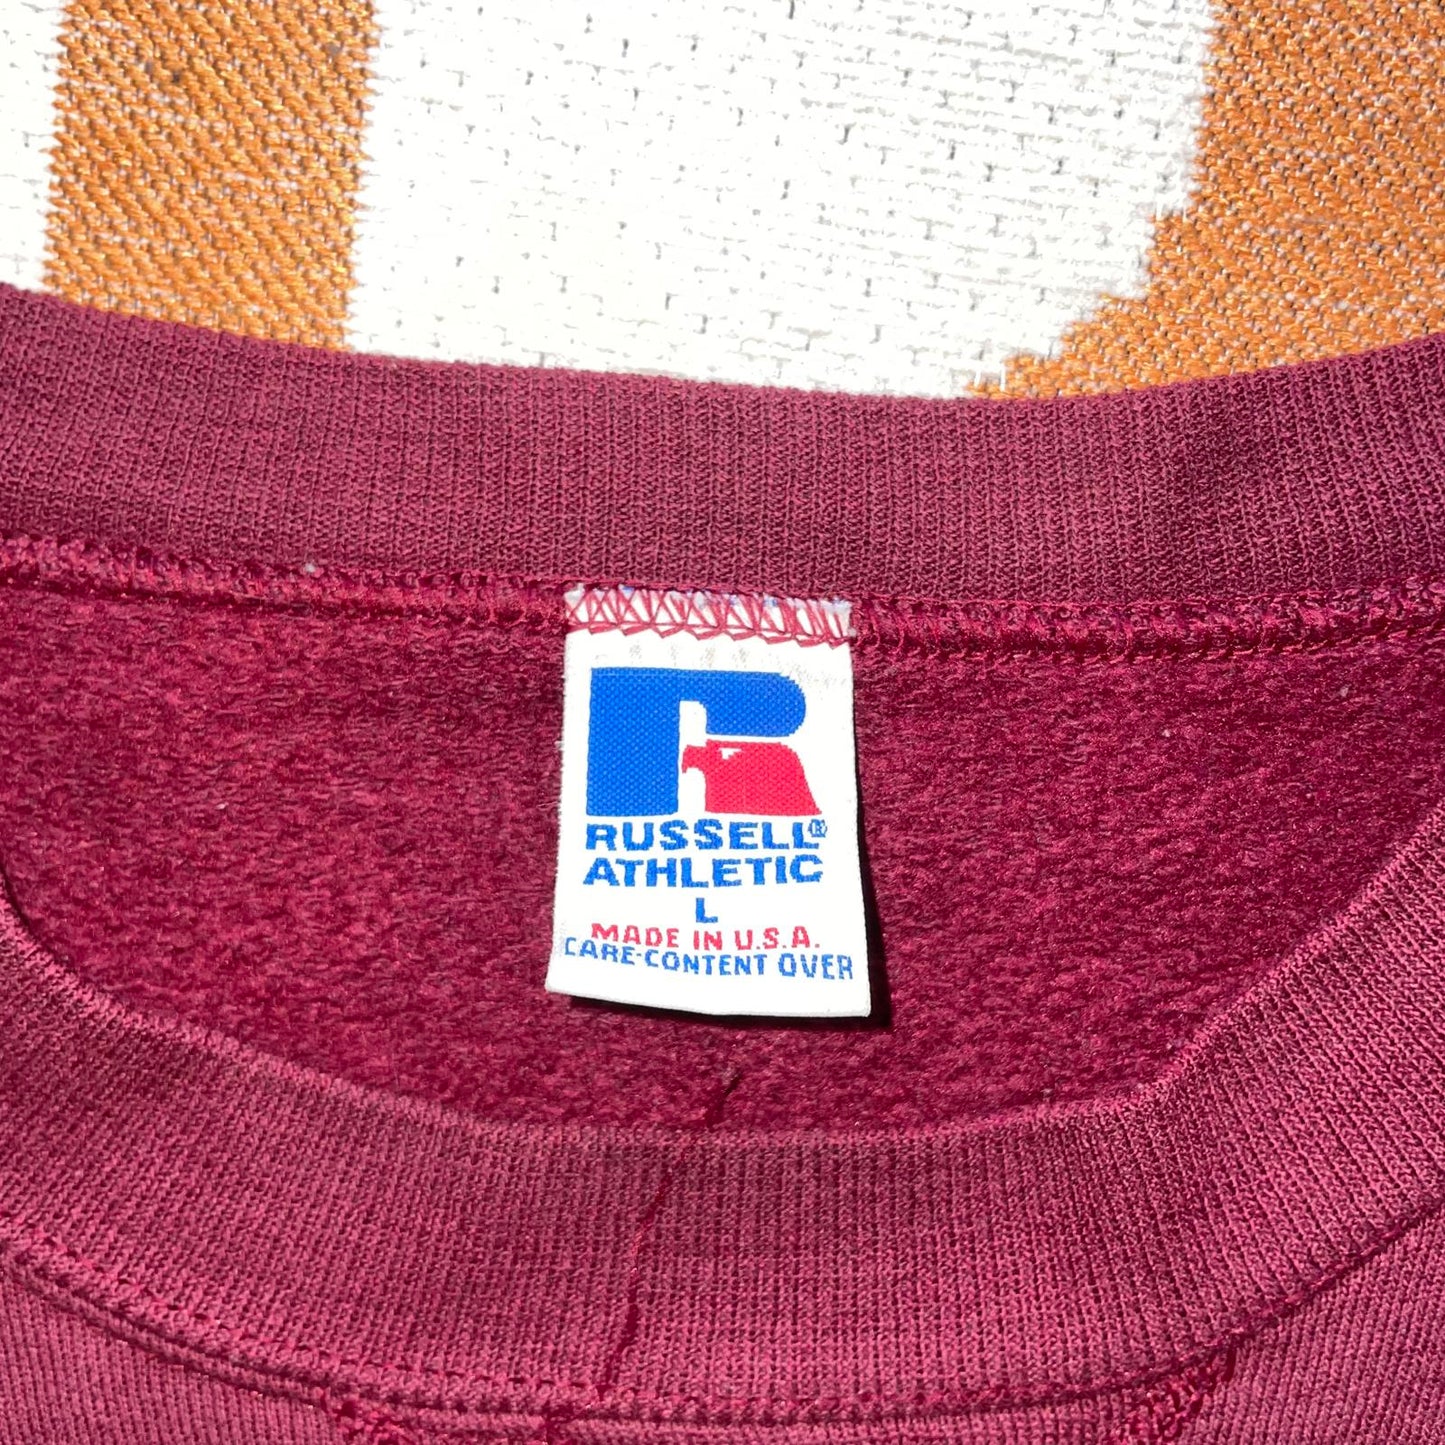 RUSSELL®
ATHLETIC
L
MADE IN U.S.A.
CARE-CONTENT OVER